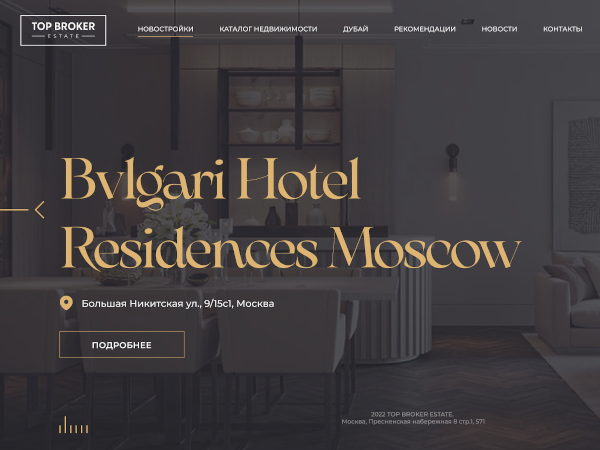 TOP BROKER
ESTATE
НОВОСТРОЙКИ КАТАЛОГ НЕДВИЖИМОСТИ ДУБАЙ РЕКОМЕНДАЦИИ НОВОСТИ КОНТАКТЫ
Bvlgari Hotel
Residences Moscow
Большая Никитская ул., 9/15с1, Москва
ПОДРОБНЕЕ
2022 TOP BROKER ESTATE.
Москва, Пресненская набережная 8 стр.1, 571